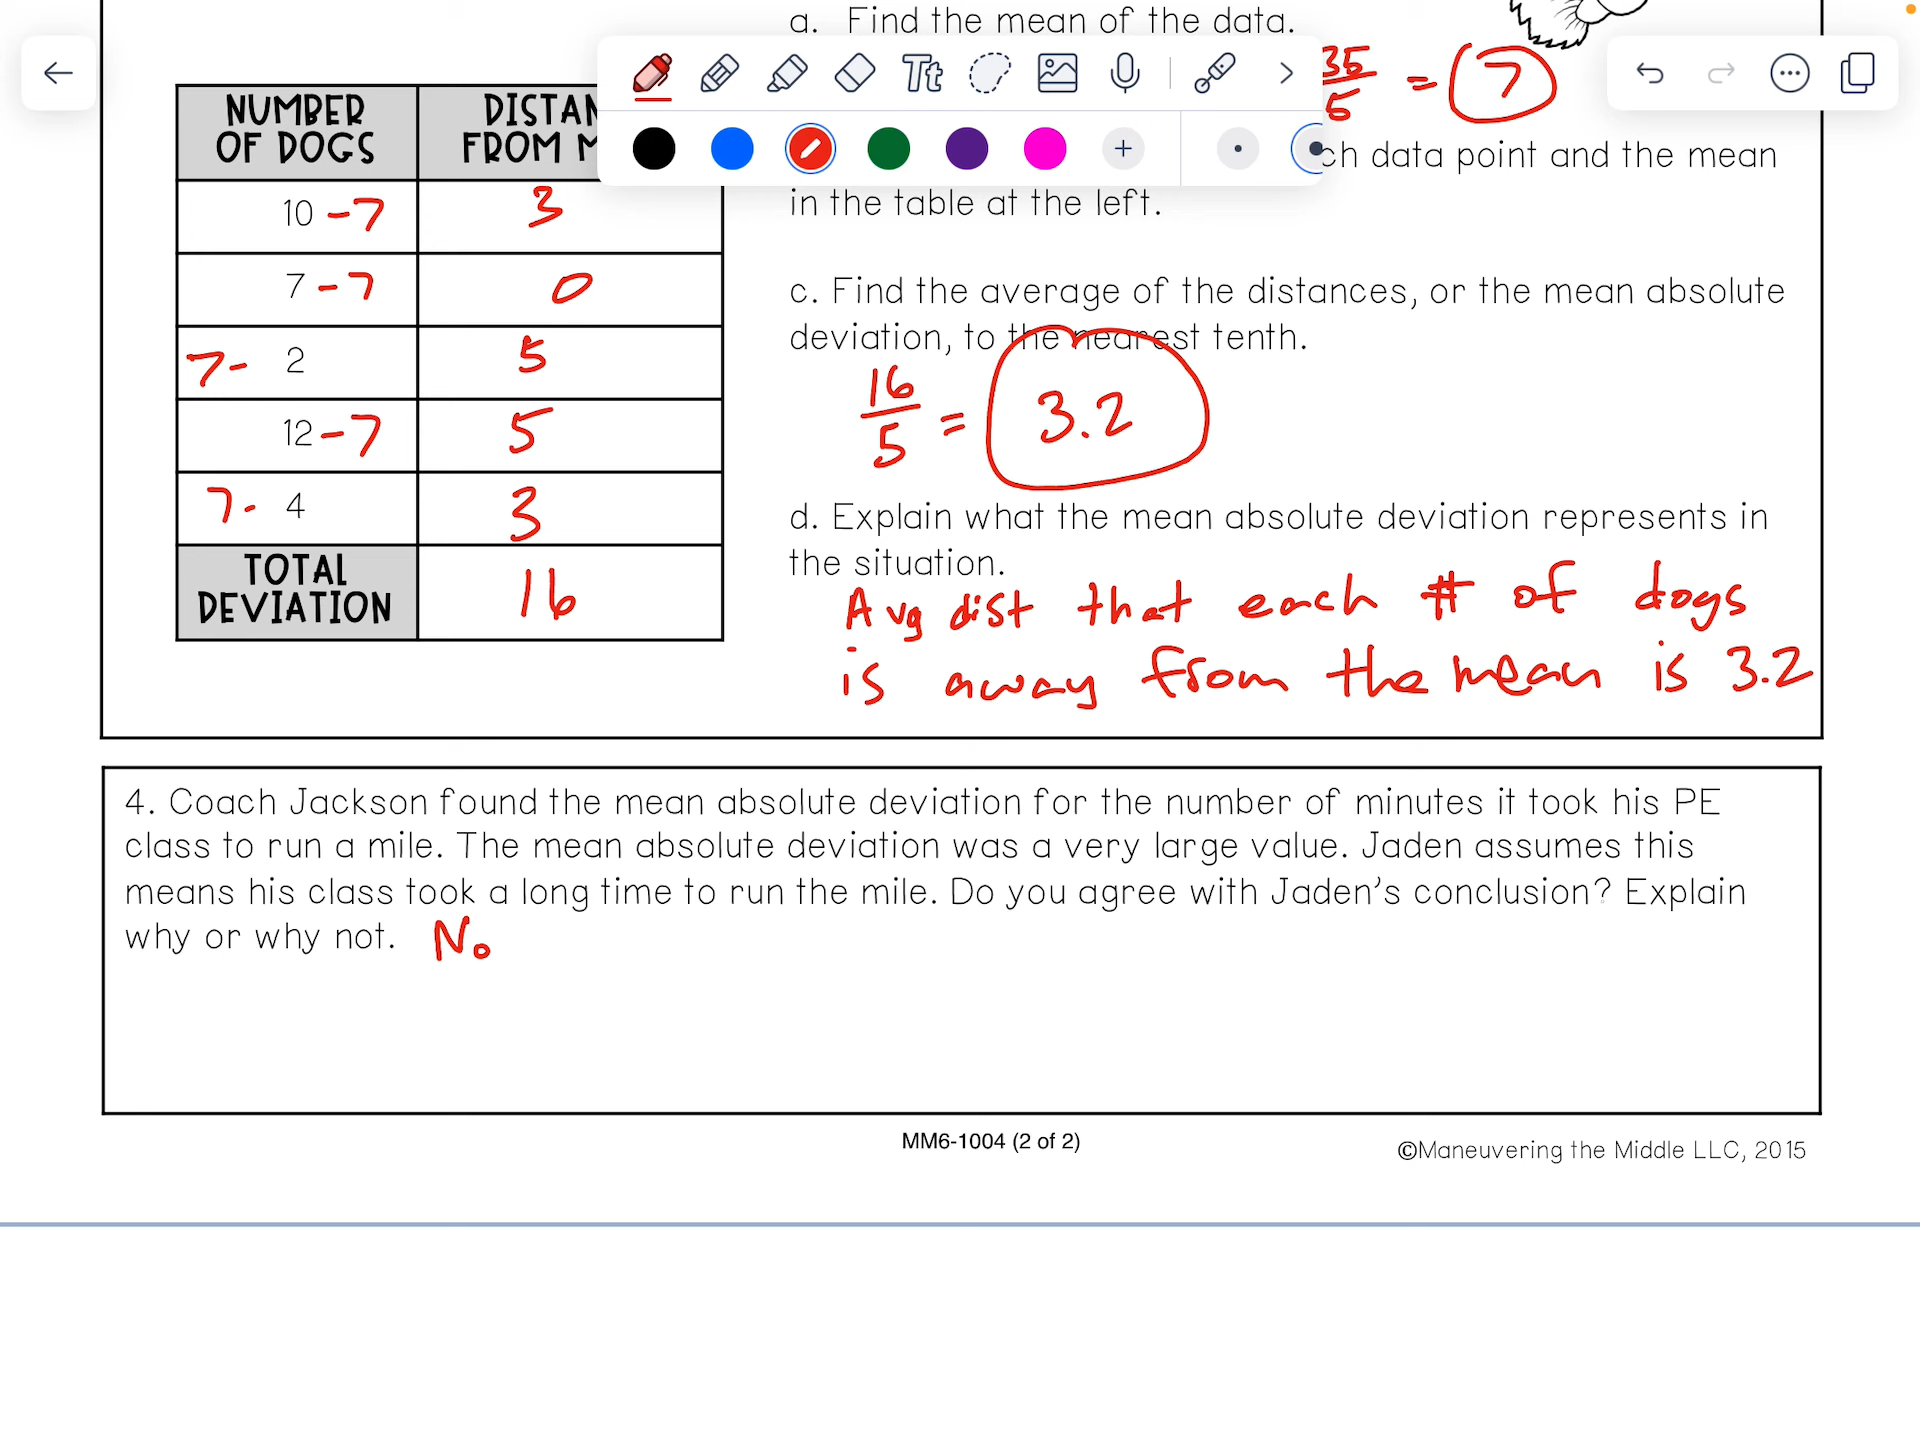 a. Find the mean of the data.
35
5
= 7
Tt
NUMBER
OF DOGS
DISTAN
FROM M
ch data point and the mean
in the table at the left.
10 -7 3
7 -7 0
7- 2 5
12 -7 5
7- 4 3
TOTAL
DEVIATION
16
c. Find the average of the distances, or the mean absolute
deviation, to the nearest tenth.
16
5
= 3.2
d. Explain what the mean absolute deviation represents in
the situation.
Avg dist that each # of dogs
is away from the mean is 3.2
4. Coach Jackson found the mean absolute deviation for the number of minutes it took his PE
class to run a mile. The mean absolute deviation was a very large value. Jaden assumes this
means his class took a long time to run the mile. Do you agree with Jaden's conclusion? Explain
why or why not. No
MM6-1004 (2 of 2)
©Maneuvering the Middle LLC, 2015